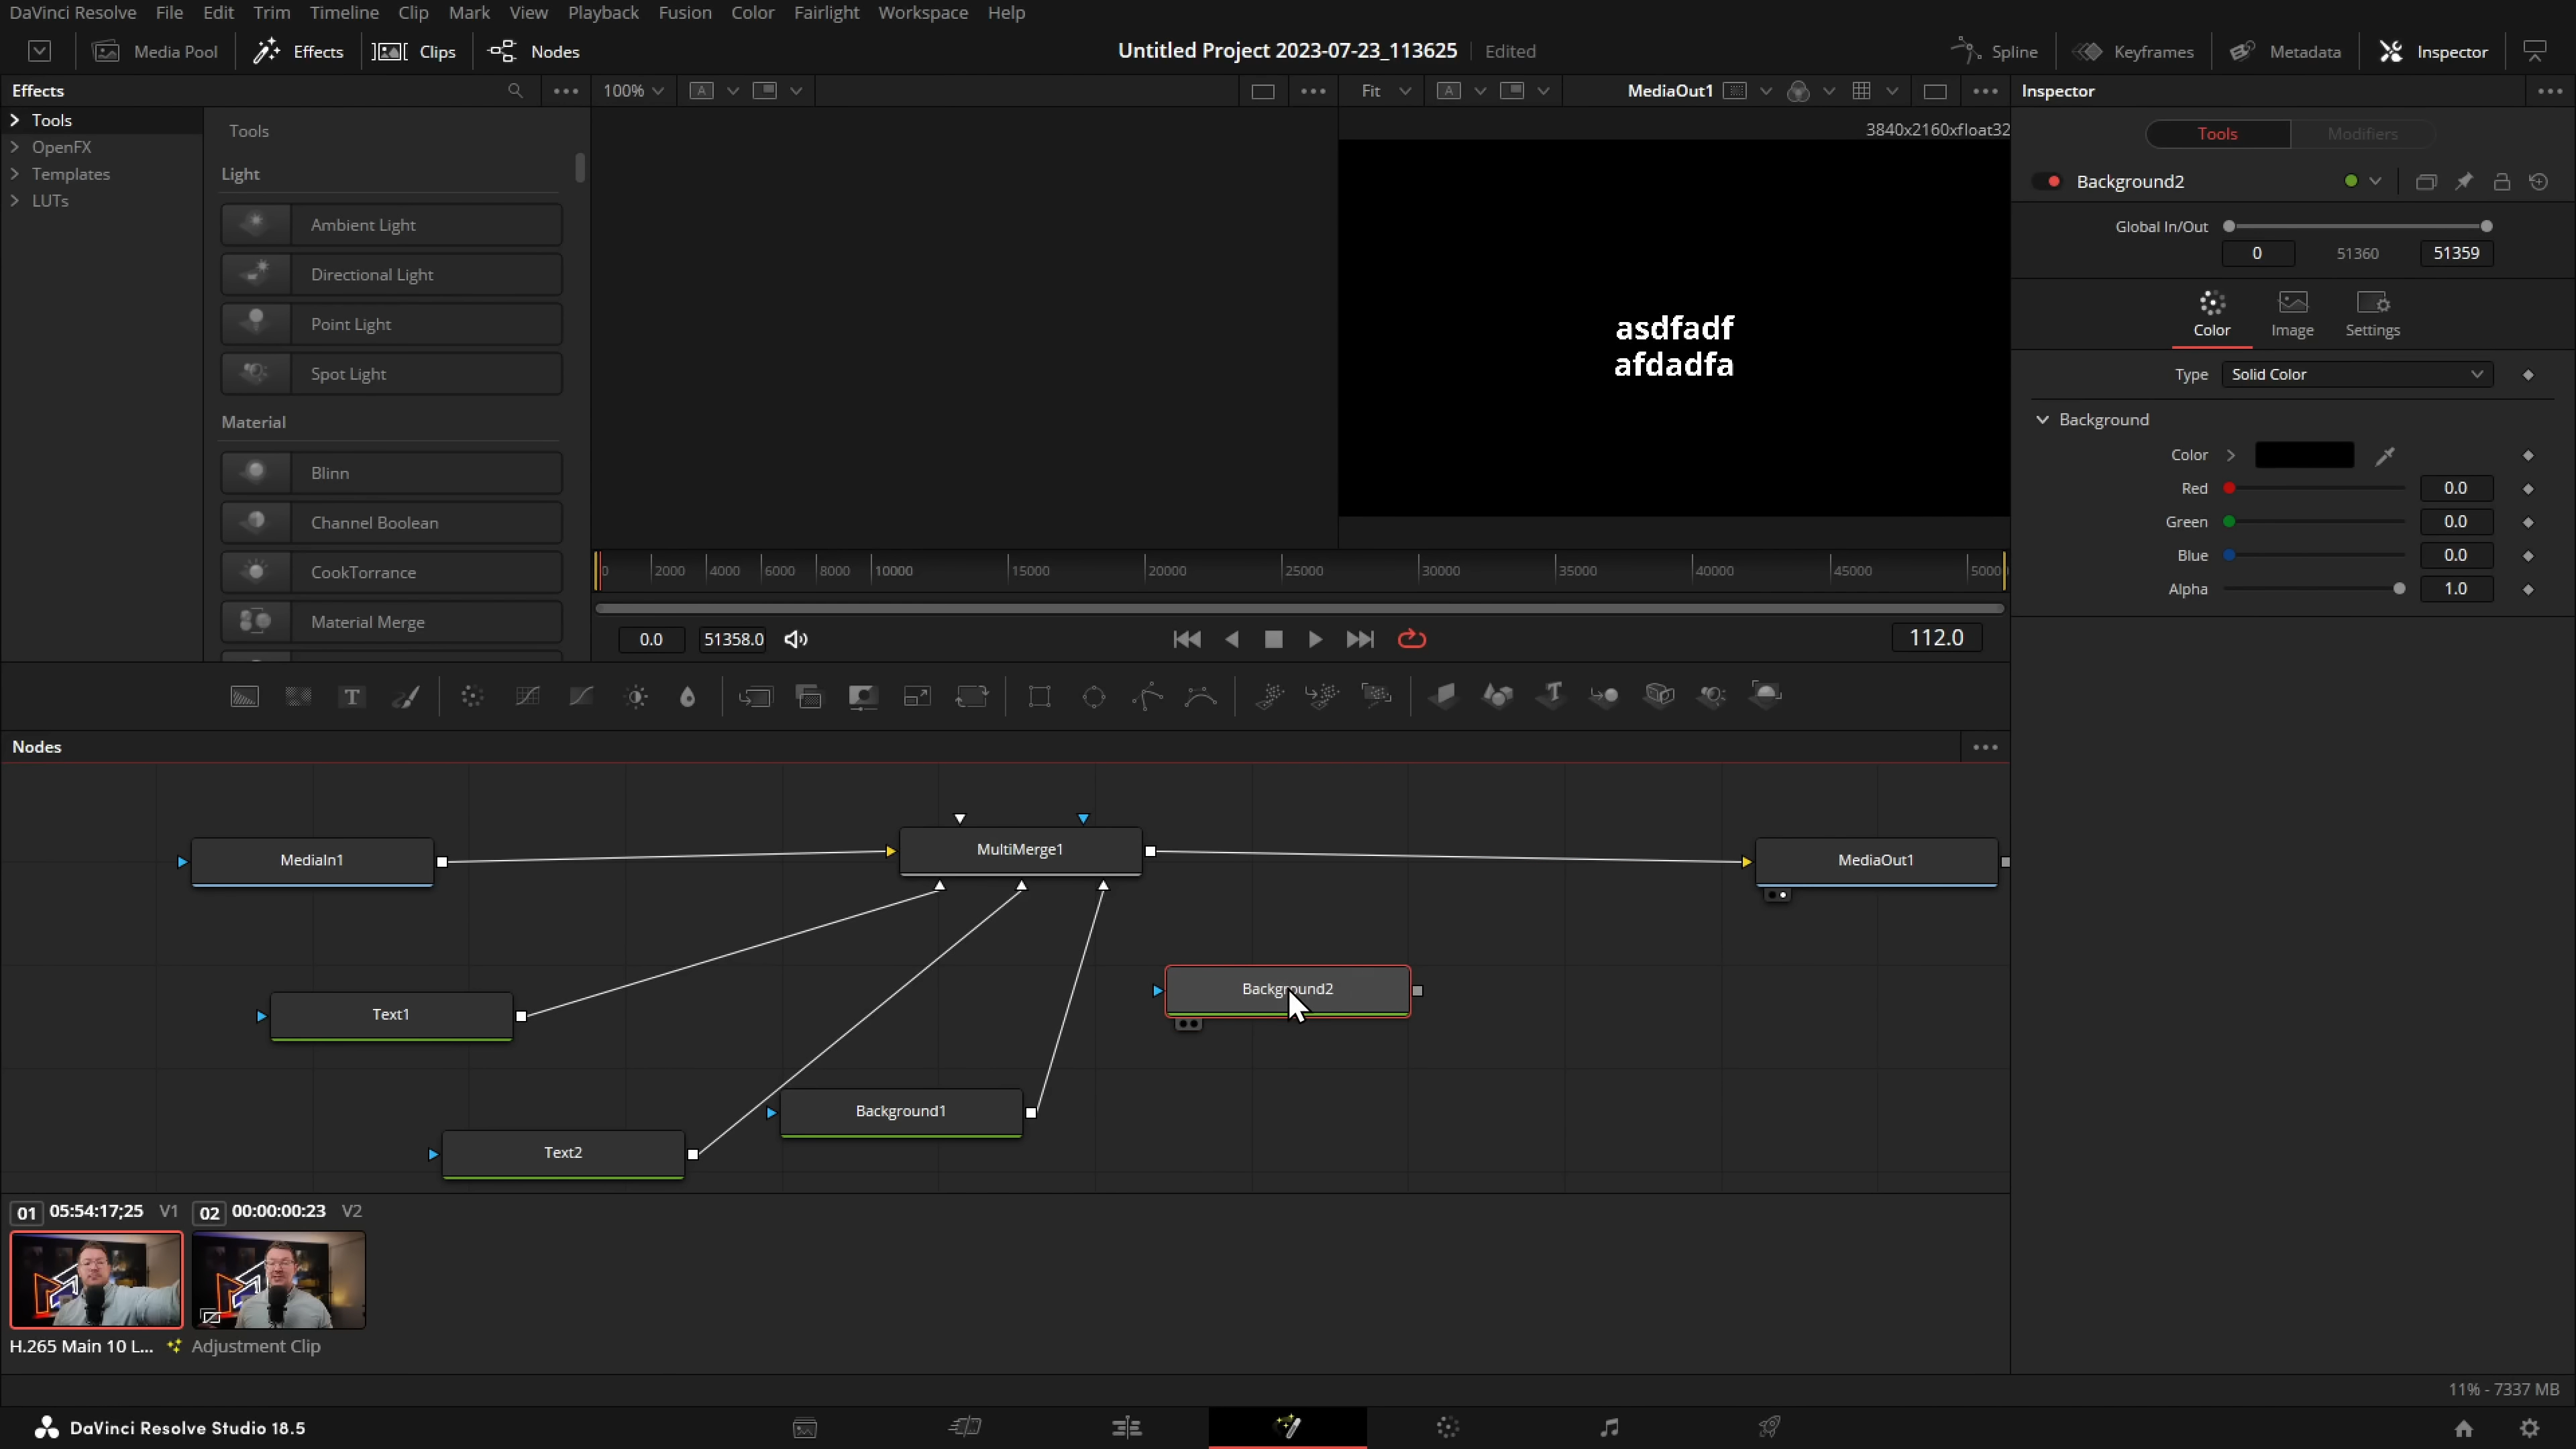 DaVinci Resolve File Edit Trim Timeline Clip Mark View Playback Fusion Color Fairlight Workspace Help
Media Pool Effects Clips Nodes Untitled Project 2023-07-23_113625 Edited Spline Keyframes Metadata Inspector
Effects 100% A Fit A MediaOut1 Inspector
Tools
OpenFX
Templates
LUTs
Tools
Light
Ambient Light
Directional Light
Point Light
Spot Light
Material
Blinn
Channel Boolean
CookTorrance
Material Merge
3840x2160xfloat32
asdfadf
afdadfa
0 2000 4000 6000 8000 10000 15000 20000 25000 30000 35000 40000 45000 5000
0.0 51358.0 112.0
Tools Modifiers
Background2
Global In/Out
0 51360 51359
Color Image Settings
Type Solid Color
Background
Color
Red 0.0
Green 0.0
Blue 0.0
Alpha 1.0
T T
Nodes
MediaIn1
MultiMerge1
MediaOut1
Background2
Text1
Background1
Text2
01 05:54:17;25 V1 02 00:00:00:23 V2
H.265 Main 10 L... Adjustment Clip
11% - 7337 MB
DaVinci Resolve Studio 18.5